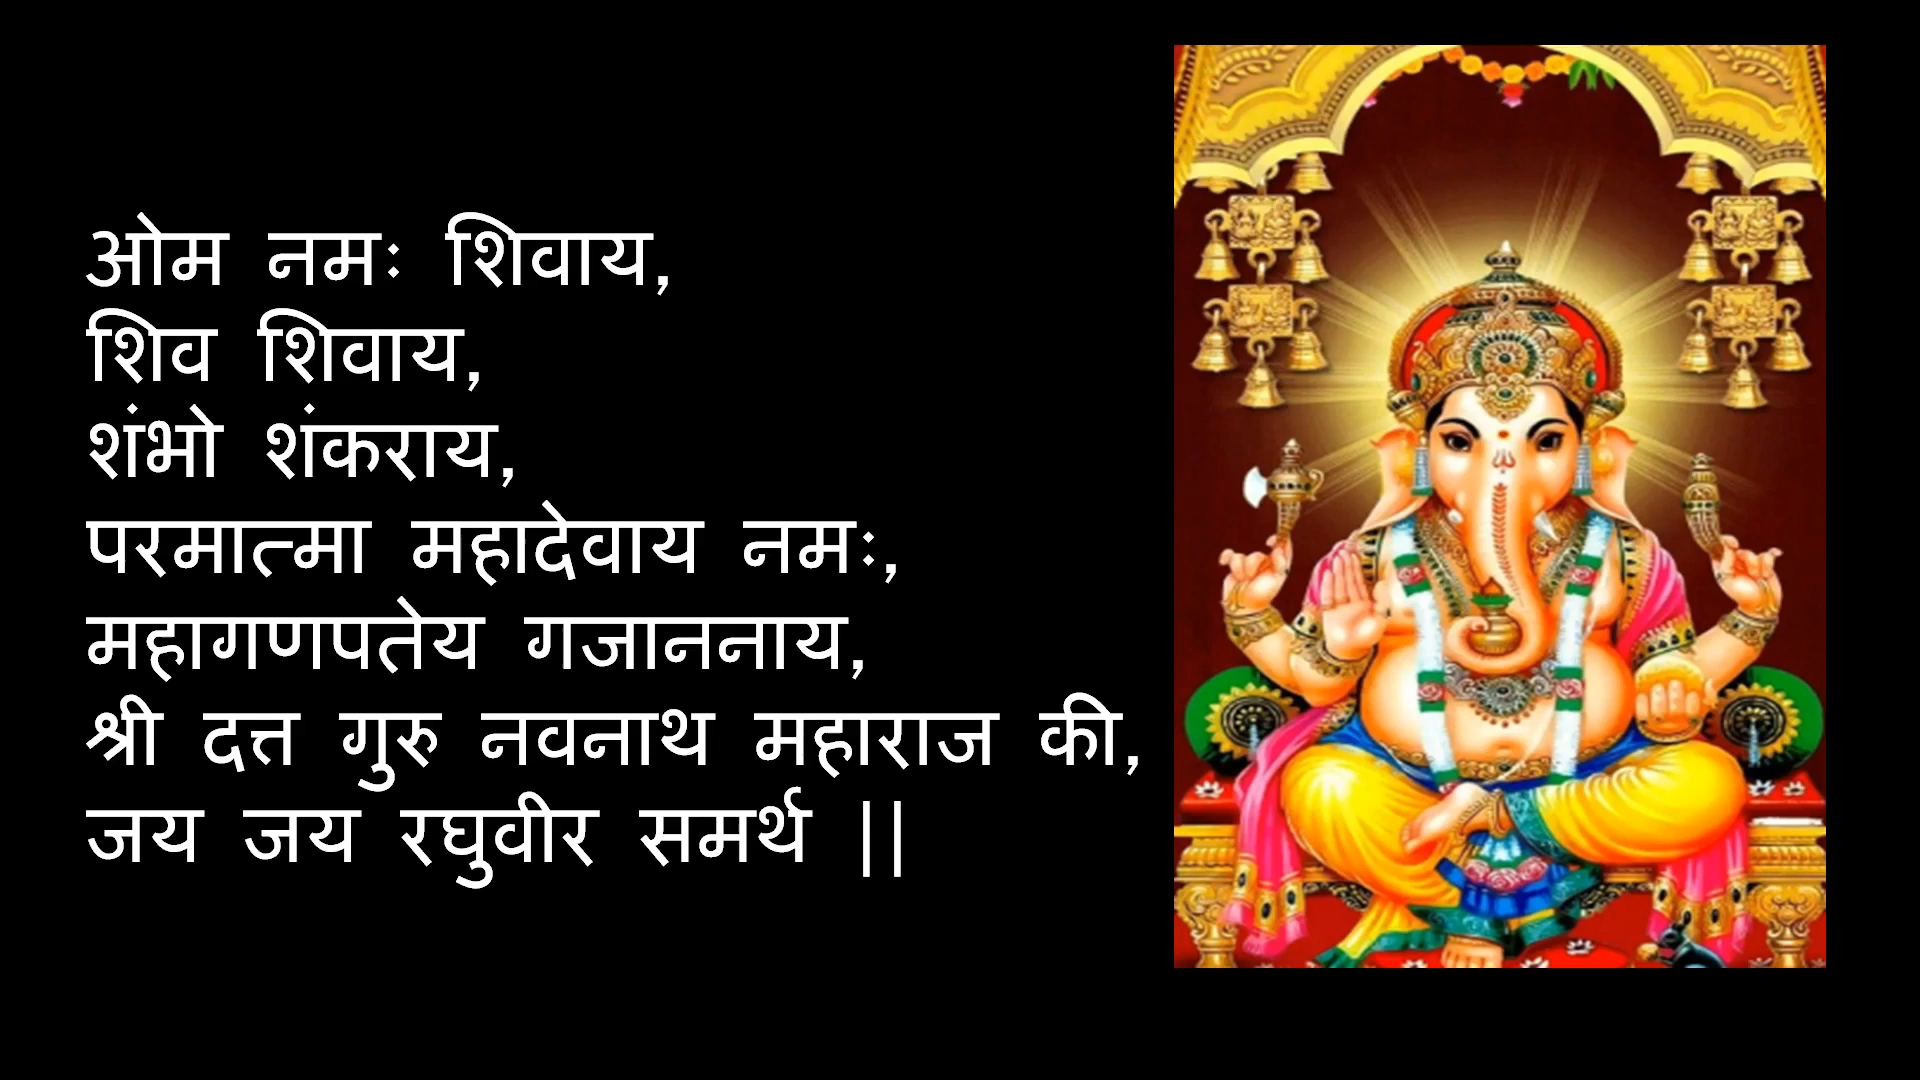 ओम नमः शिवाय,
शिव शिवाय,
शंभो शंकराय,
परमात्मा महादेवाय नमः,
महागणपतेय गजाननाय,
श्री दत्त गुरु नवनाथ महाराज की,
जय जय रघुवीर समर्थ ||